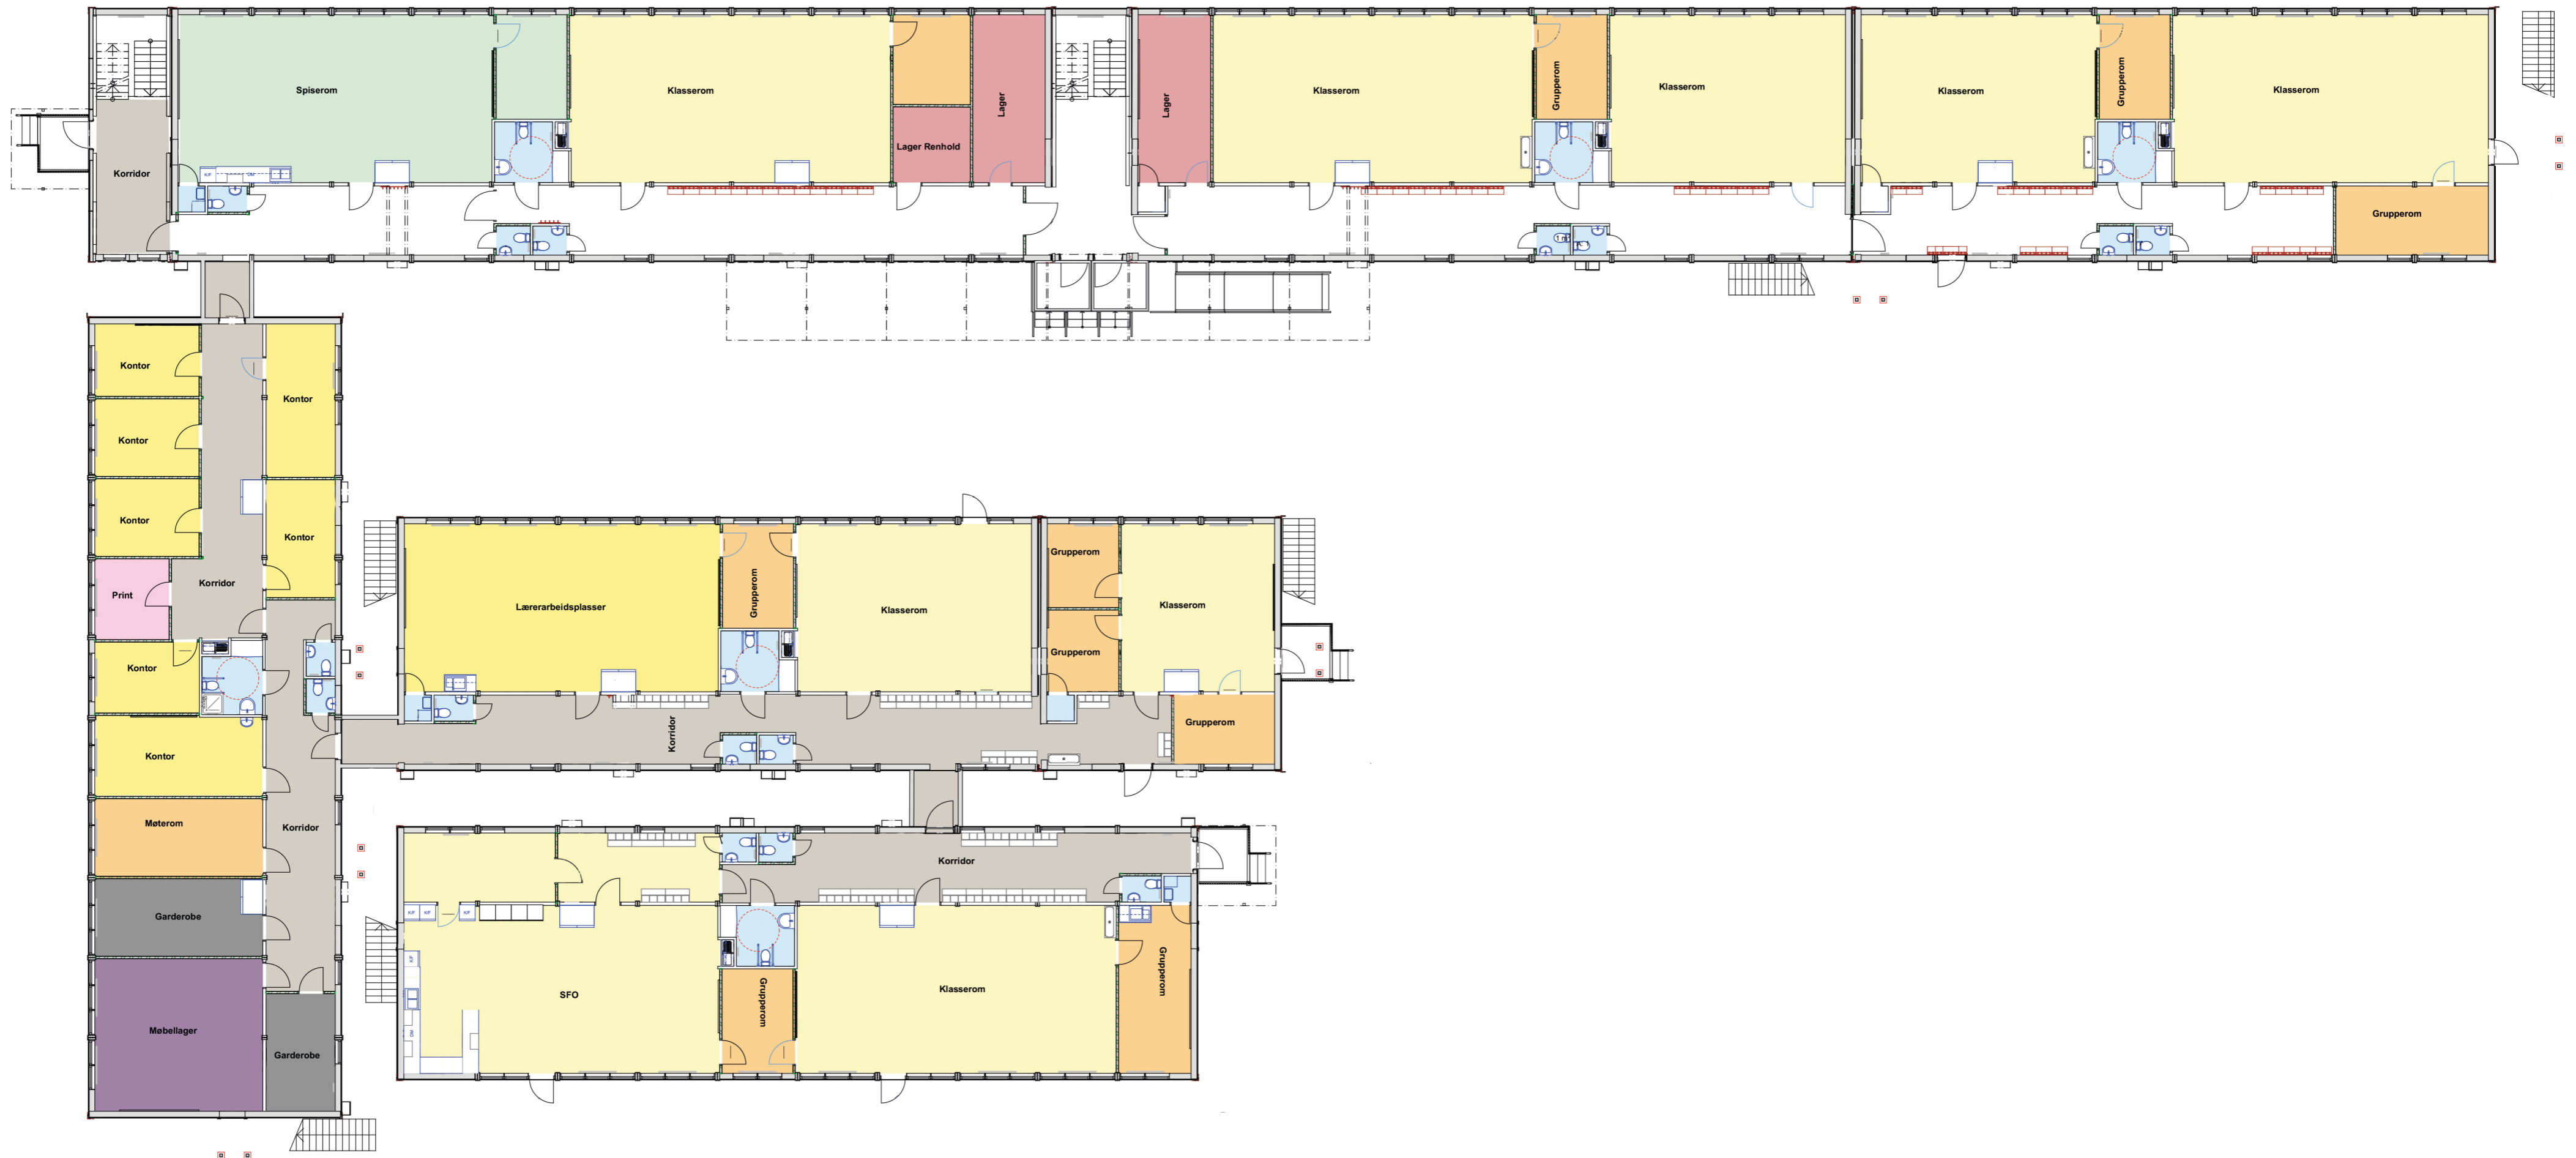 Spiserom
Klasserom
Lager
Lager Renhold
Korridor
K/F
OM
Lager
Klasserom
Grupperom
Klasserom
Klasserom
Grupperom
Klasserom
Grupperom
Kontor
Kontor
Kontor
Kontor
Kontor
Print
Korridor
Kontor
Kontor
Møterom
Korridor
Garderobe
Møbellager
Garderobe
Lærerarbeidsplasser
Grupperom
Klasserom
Grupperom
Grupperom
Klasserom
Grupperom
Korridor
Korridor
K/F
K/F
K/F
K/F
OM
SFO
Grupperom
Klasserom
Grupperom